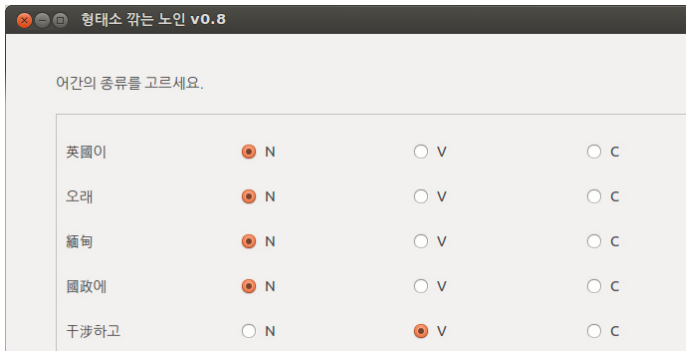 형태소 깎는 노인 v0.8
어간의 종류를 고르세요.
英國이 N V C
오래 N V C
緬甸 N V C
國政에 N V C
干涉하고 N V C